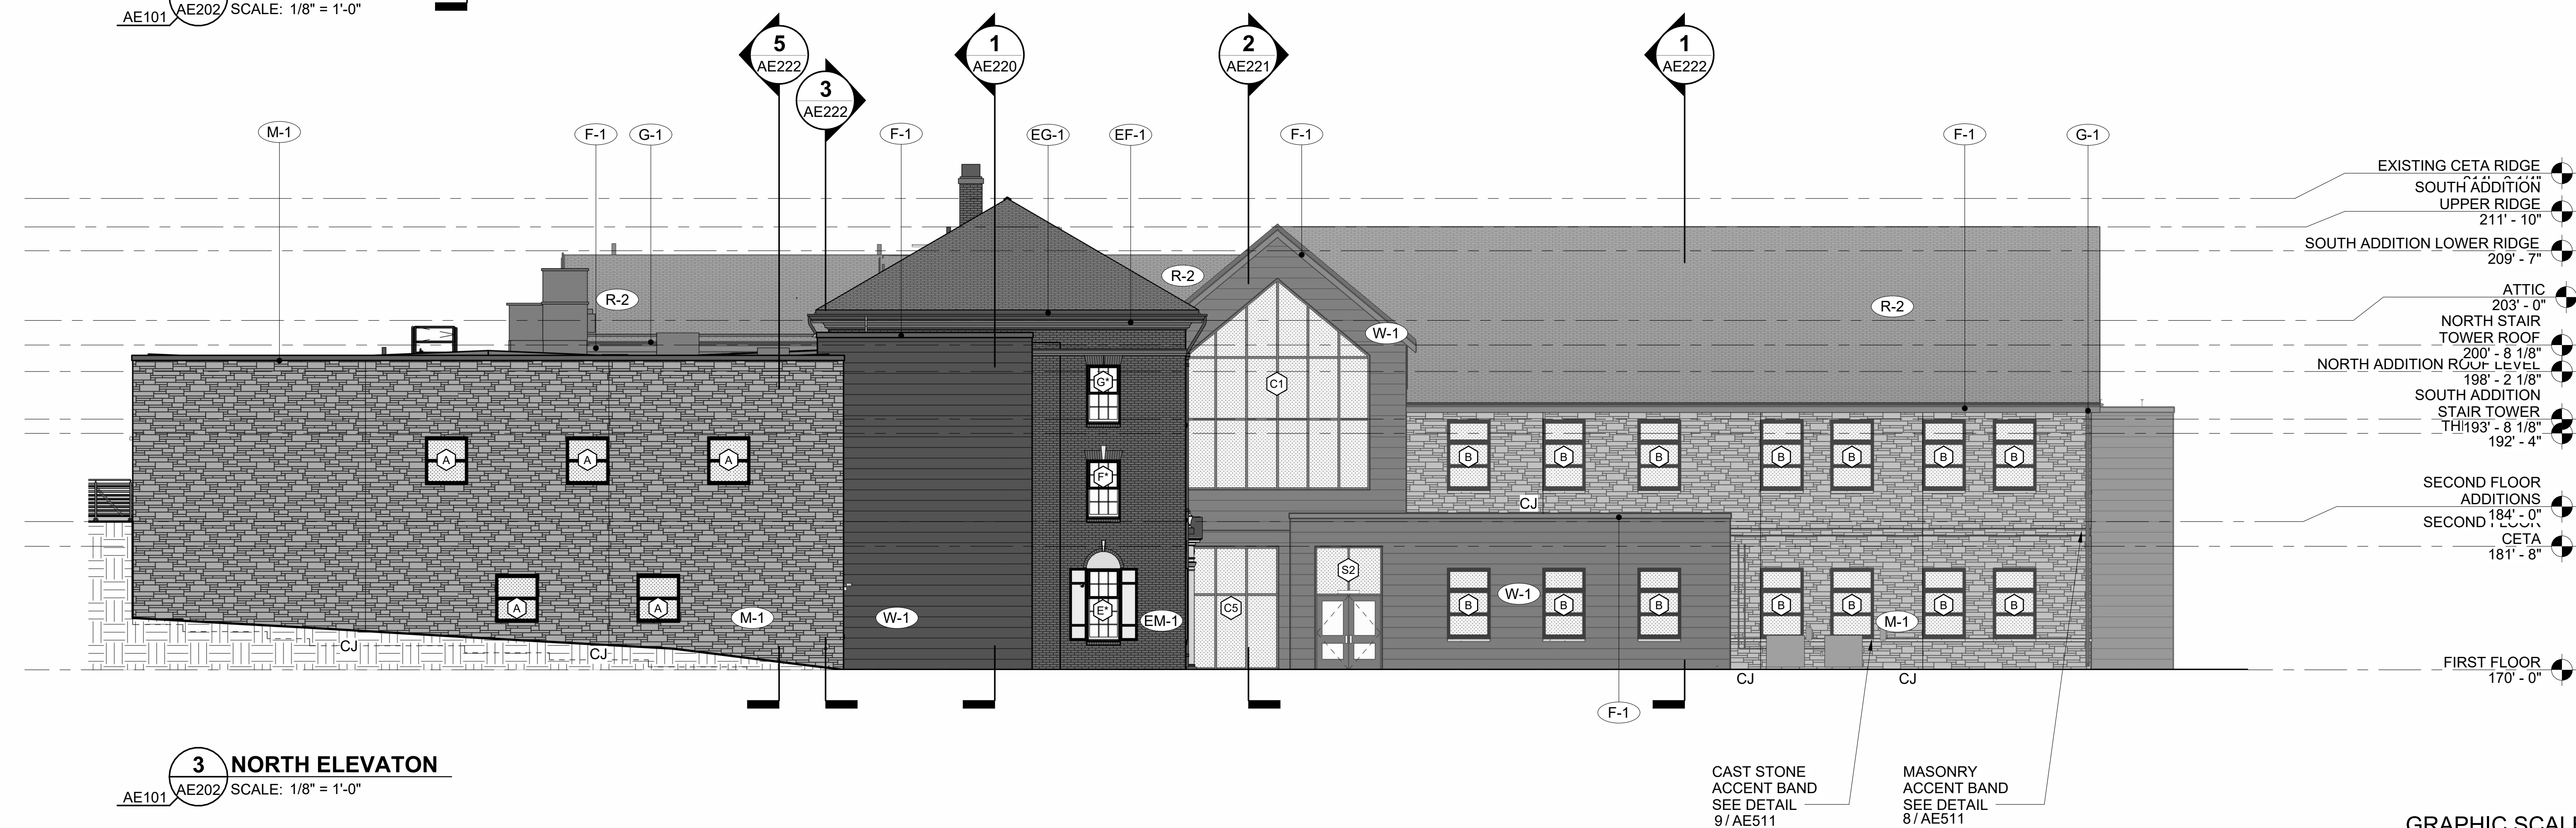 AE101
AE202
SCALE: 1/8" = 1'-0"
5
AE222
3
AE222
1
AE220
2
AE221
1
AE222
M-1
F-1
G-1
F-1
EG-1
EF-1
F-1
F-1
G-1
EXISTING CETA RIDGE
SOUTH ADDITION
UPPER RIDGE
211' - 10"
SOUTH ADDITION LOWER RIDGE
209' - 7"
ATTIC
203' - 0"
NORTH STAIR
TOWER ROOF
200' - 8 1/8"
NORTH ADDITION ROOF LEVEL
198' - 2 1/8"
SOUTH ADDITION
STAIR TOWER
193' - 8 1/8"
192' - 4"
SECOND FLOOR
ADDITIONS
184' - 0"
SECOND FLOOR
CETA
181' - 8"
FIRST FLOOR
170' - 0"
R-2
R-2
R-2
W-1
G*
C1
A
A
A
F*
B
B
B
B
B
B
B
CJ
S2
A
A
E*
C5
B
B
B
B
B
B
B
W-1
M-1
W-1
EM-1
M-1
CJ
CJ
CJ
CJ
F-1
3
AE101
AE202
NORTH ELEVATON
SCALE: 1/8" = 1'-0"
CAST STONE
ACCENT BAND
SEE DETAIL
9 / AE511
MASONRY
ACCENT BAND
SEE DETAIL
8 / AE511
GRAPHIC